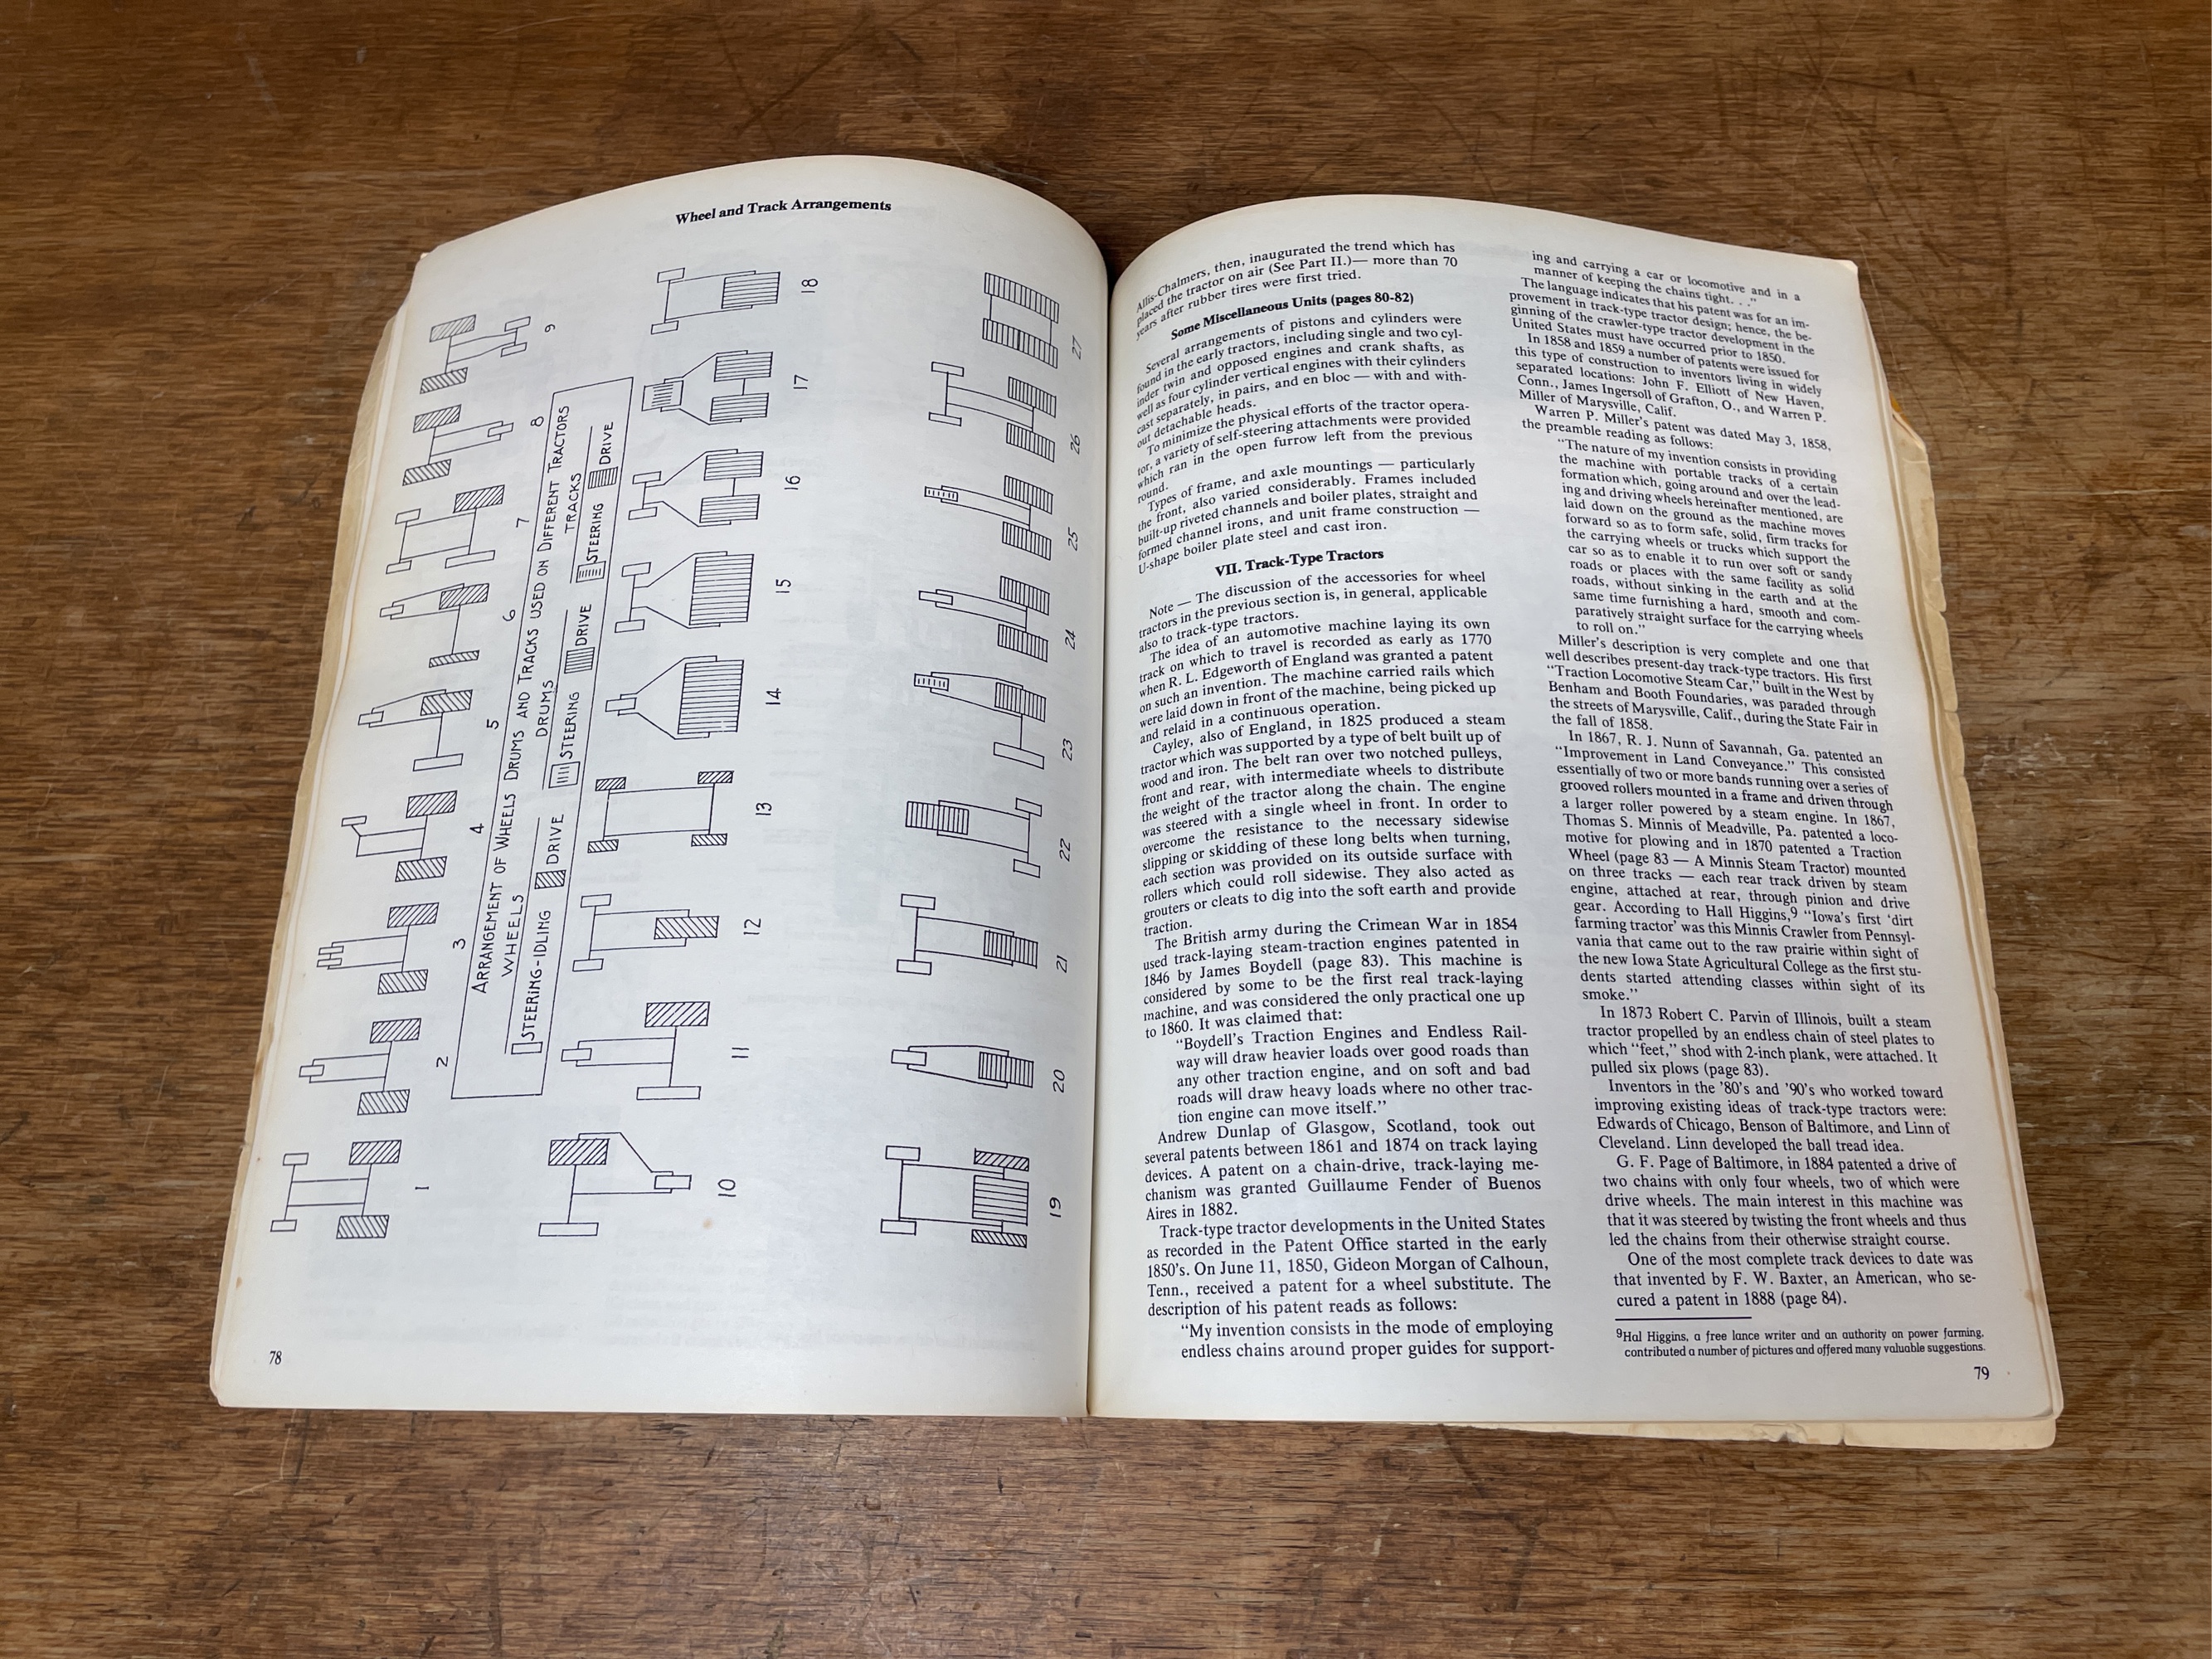 Wheel and Track Arrangements
1
2
3
4
5
6
7
8
9
ARRANGEMENT OF WHEELS DRUMS AND TRACKS USED ON DIFFERENT TRACTORS
WHEELS
DRUMS
TRACKS
STEERING-IDLING
DRIVE
STEERING
DRIVE
STEERING
DRIVE
10
11
12
13
14
15
16
17
18
19
20
21
22
23
24
25
26
27
78
Allis-Chalmers, then, inaugurated the trend which has
placed the tractor on air (See Part II.)— more than 70
years after rubber tires were first tried.
Some Miscellaneous Units (pages 80-82)
Several arrangements of pistons and cylinders were
found in the early tractors, including single and two cyl-
inder twin and opposed engines and crank shafts, as
well as four cylinder vertical engines with their cylinders
cast separately, in pairs, and en bloc — with and with-
out detachable heads.
To minimize the physical efforts of the tractor opera-
tor, a variety of self-steering attachments were provided
which ran in the open furrow left from the previous
round.
Types of frame, and axle mountings — particularly
the front, also varied considerably. Frames included
built-up riveted channels and boiler plates, straight and
formed channel irons, and unit frame construction —
U-shape boiler plate steel and cast iron.
VII. Track-Type Tractors
Note — The discussion of the accessories for wheel
tractors in the previous section is, in general, applicable
also to track-type tractors.
The idea of an automotive machine laying its own
track on which to travel is recorded as early as 1770
when R. L. Edgeworth of England was granted a patent
on such an invention. The machine carried rails which
were laid down in front of the machine, being picked up
and relaid in a continuous operation.
Cayley, also of England, in 1825 produced a steam
tractor which was supported by a type of belt built up of
wood and iron. The belt ran over two notched pulleys,
front and rear, with intermediate wheels to distribute
the weight of the tractor along the chain. The engine
was steered with a single wheel in front. In order to
overcome the resistance to the necessary sidewise
slipping or skidding of these long belts when turning,
each section was provided on its outside surface with
rollers which could roll sidewise. They also acted as
grouters or cleats to dig into the soft earth and provide
traction.
The British army during the Crimean War in 1854
used track-laying steam-traction engines patented in
1846 by James Boydell (page 83). This machine is
considered by some to be the first real track-laying
machine, and was considered the only practical one up
to 1860. It was claimed that:
"Boydell's Traction Engines and Endless Rail-
way will draw heavier loads over good roads than
any other traction engine, and on soft and bad
roads will draw heavy loads where no other trac-
tion engine can move itself."
Andrew Dunlap of Glasgow, Scotland, took out
several patents between 1861 and 1874 on track laying
devices. A patent on a chain-drive, track-laying me-
chanism was granted Guillaume Fender of Buenos
Aires in 1882.
Track-type tractor developments in the United States
as recorded in the Patent Office started in the early
1850's. On June 11, 1850, Gideon Morgan of Calhoun,
Tenn., received a patent for a wheel substitute. The
description of his patent reads as follows:
"My invention consists in the mode of employing
endless chains around proper guides for support-
ing and carrying a car or locomotive and in a
manner of keeping the chains tight. . ."
The language indicates that his patent was for an im-
provement in track-type tractor design; hence, the be-
ginning of the crawler-type tractor development in the
United States must have occurred prior to 1850.
In 1858 and 1859 a number of patents were issued for
this type of construction to inventors living in widely
separated locations: John F. Elliott of New Haven,
Conn., James Ingersoll of Grafton, O., and Warren P.
Miller of Marysville, Calif.
Warren P. Miller's patent was dated May 3, 1858,
the preamble reading as follows:
"The nature of my invention consists in providing
the machine with portable tracks of a certain
formation which, going around and over the lead-
ing and driving wheels hereinafter mentioned, are
laid down on the ground as the machine moves
forward so as to form safe, solid, firm tracks for
the carrying wheels or trucks which support the
car so as to enable it to run over soft or sandy
roads or places with the same facility as solid
roads, without sinking in the earth and at the
same time furnishing a hard, smooth and com-
paratively straight surface for the carrying wheels
to roll on."
Miller's description is very complete and one that
well describes present-day track-type tractors. His first
"Traction Locomotive Steam Car," built in the West by
Benham and Booth Foundaries, was paraded through
the streets of Marysville, Calif., during the State Fair in
the fall of 1858.
In 1867, R. J. Nunn of Savannah, Ga. patented an
"Improvement in Land Conveyance." This consisted
essentially of two or more bands running over a series of
grooved rollers mounted in a frame and driven through
a larger roller powered by a steam engine. In 1867,
Thomas S. Minnis of Meadville, Pa. patented a loco-
motive for plowing and in 1870 patented a Traction
Wheel (page 83 — A Minnis Steam Tractor) mounted
on three tracks — each rear track driven by steam
engine, attached at rear, through pinion and drive
gear. According to Hall Higgins,9 "Iowa's first 'dirt
farming tractor' was this Minnis Crawler from Pennsyl-
vania that came out to the raw prairie within sight of
the new Iowa State Agricultural College as the first stu-
dents started attending classes within sight of its
smoke."
In 1873 Robert C. Parvin of Illinois, built a steam
tractor propelled by an endless chain of steel plates to
which "feet," shod with 2-inch plank, were attached. It
pulled six plows (page 83).
Inventors in the '80's and '90's who worked toward
improving existing ideas of track-type tractors were:
Edwards of Chicago, Benson of Baltimore, and Linn of
Cleveland. Linn developed the ball tread idea.
G. F. Page of Baltimore, in 1884 patented a drive of
two chains with only four wheels, two of which were
drive wheels. The main interest in this machine was
that it was steered by twisting the front wheels and thus
led the chains from their otherwise straight course.
One of the most complete track devices to date was
that invented by F. W. Baxter, an American, who se-
cured a patent in 1888 (page 84).
9Hal Higgins, a free lance writer and an authority on power farming,
contributed a number of pictures and offered many valuable suggestions.
79